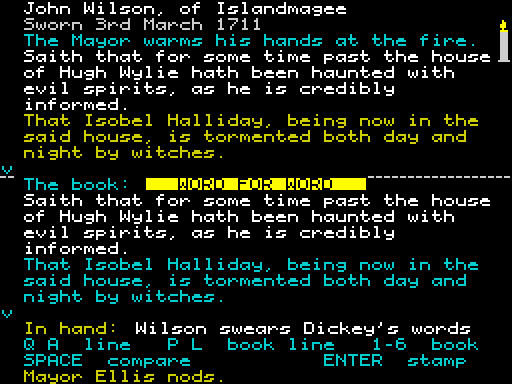 John Wilson, of Islandmagee
Sworn 3rd March 1711
The Mayor warms his hands at the fire.
Saith that for some time past the house
of Hugh Wylie hath been haunted with
evil spirits, as he is credibly
informed.
That Isobel Halliday, being now in the
said house, is tormented both day and
night by witches.
v
The book: WORD FOR WORD
Saith that for some time past the house
of Hugh Wylie hath been haunted with
evil spirits, as he is credibly
informed.
That Isobel Halliday, being now in the
said house, is tormented both day and
night by witches.
v
In hand: Wilson swears Dickey's words
Q A line P L book line 1-6 book
SPACE compare ENTER stamp
Mayor Ellis nods.